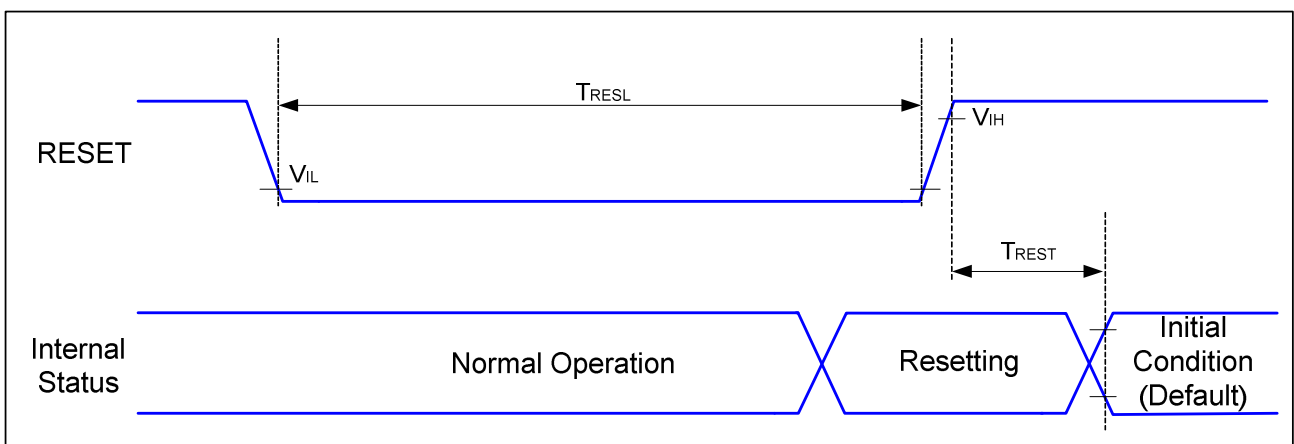 TRESL
RESET
VIH
VIL
TREST
Internal
Status
Normal Operation
Resetting
Initial
Condition
(Default)